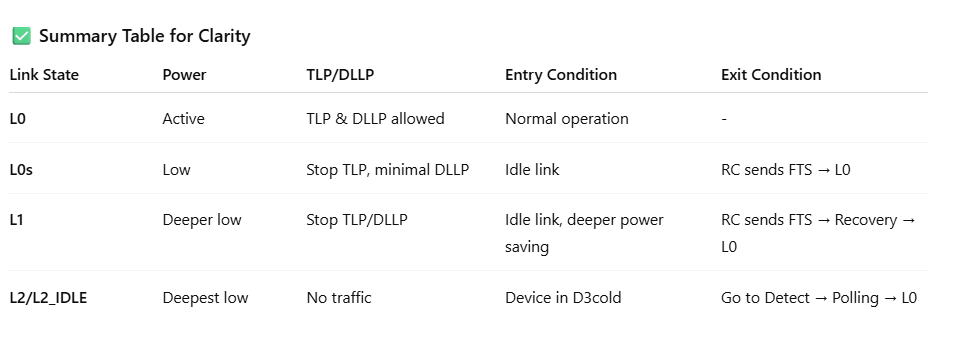 ✅ Summary Table for Clarity
Link State Power TLP/DLLP Entry Condition Exit Condition
L0 Active TLP & DLLP allowed Normal operation -
L0s Low Stop TLP, minimal DLLP Idle link RC sends FTS → L0
L1 Deeper low Stop TLP/DLLP Idle link, deeper power RC sends FTS → Recovery →
saving L0
L2/L2_IDLE Deepest low No traffic Device in D3cold Go to Detect → Polling → L0